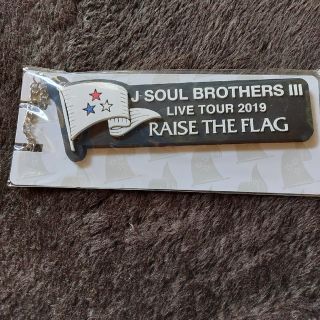 J SOUL BROTHERS III
LIVE TOUR 2019
RAISE THE FLAG